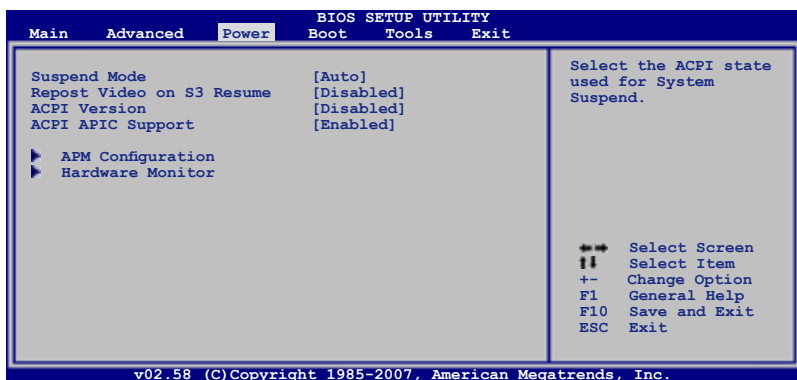 BIOS SETUP UTILITY
Main Advanced Power Boot Tools Exit
Suspend Mode [Auto]
Repost Video on S3 Resume [Disabled]
ACPI Version [Disabled]
ACPI APIC Support [Enabled]
APM Configuration
Hardware Monitor
Select the ACPI state
used for System
Suspend.
Select Screen
Select Item
+- Change Option
F1 General Help
F10 Save and Exit
ESC Exit
v02.58 (C)Copyright 1985-2007, American Megatrends, Inc.